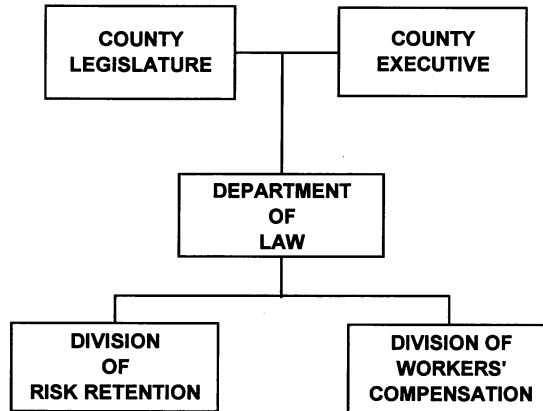 COUNTY
LEGISLATURE
COUNTY
EXECUTIVE
DEPARTMENT
OF
LAW
DIVISION
OF
RISK RETENTION
DIVISION OF
WORKERS'
COMPENSATION